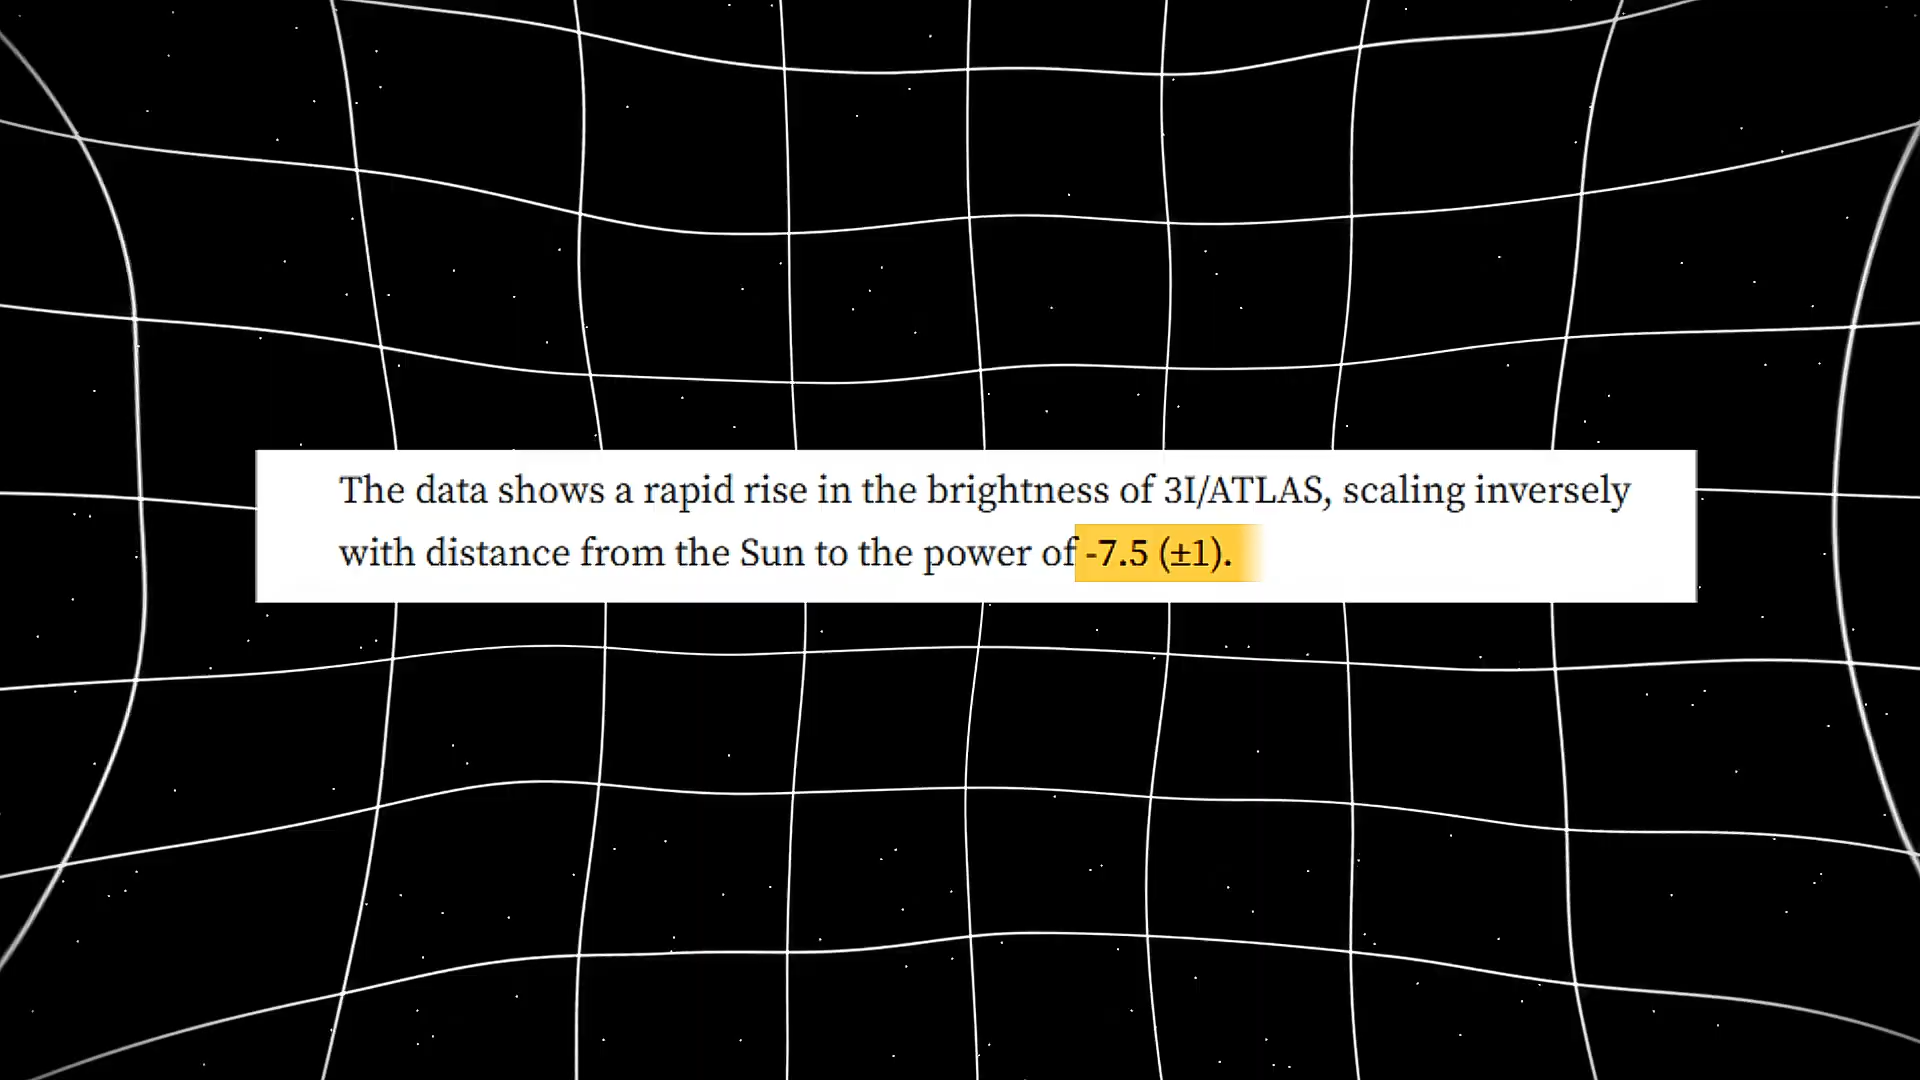 The data shows a rapid rise in the brightness of 3I/ATLAS, scaling inversely
with distance from the Sun to the power of -7.5 (±1).